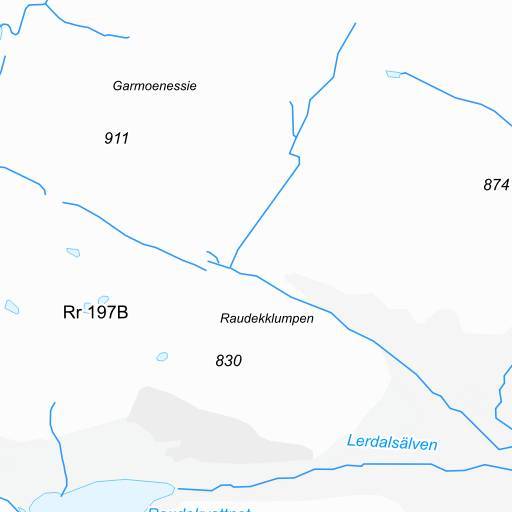 Garmoenessie
911
874
Rr 197B
Raudekklumpen
830
Lerdalsälven